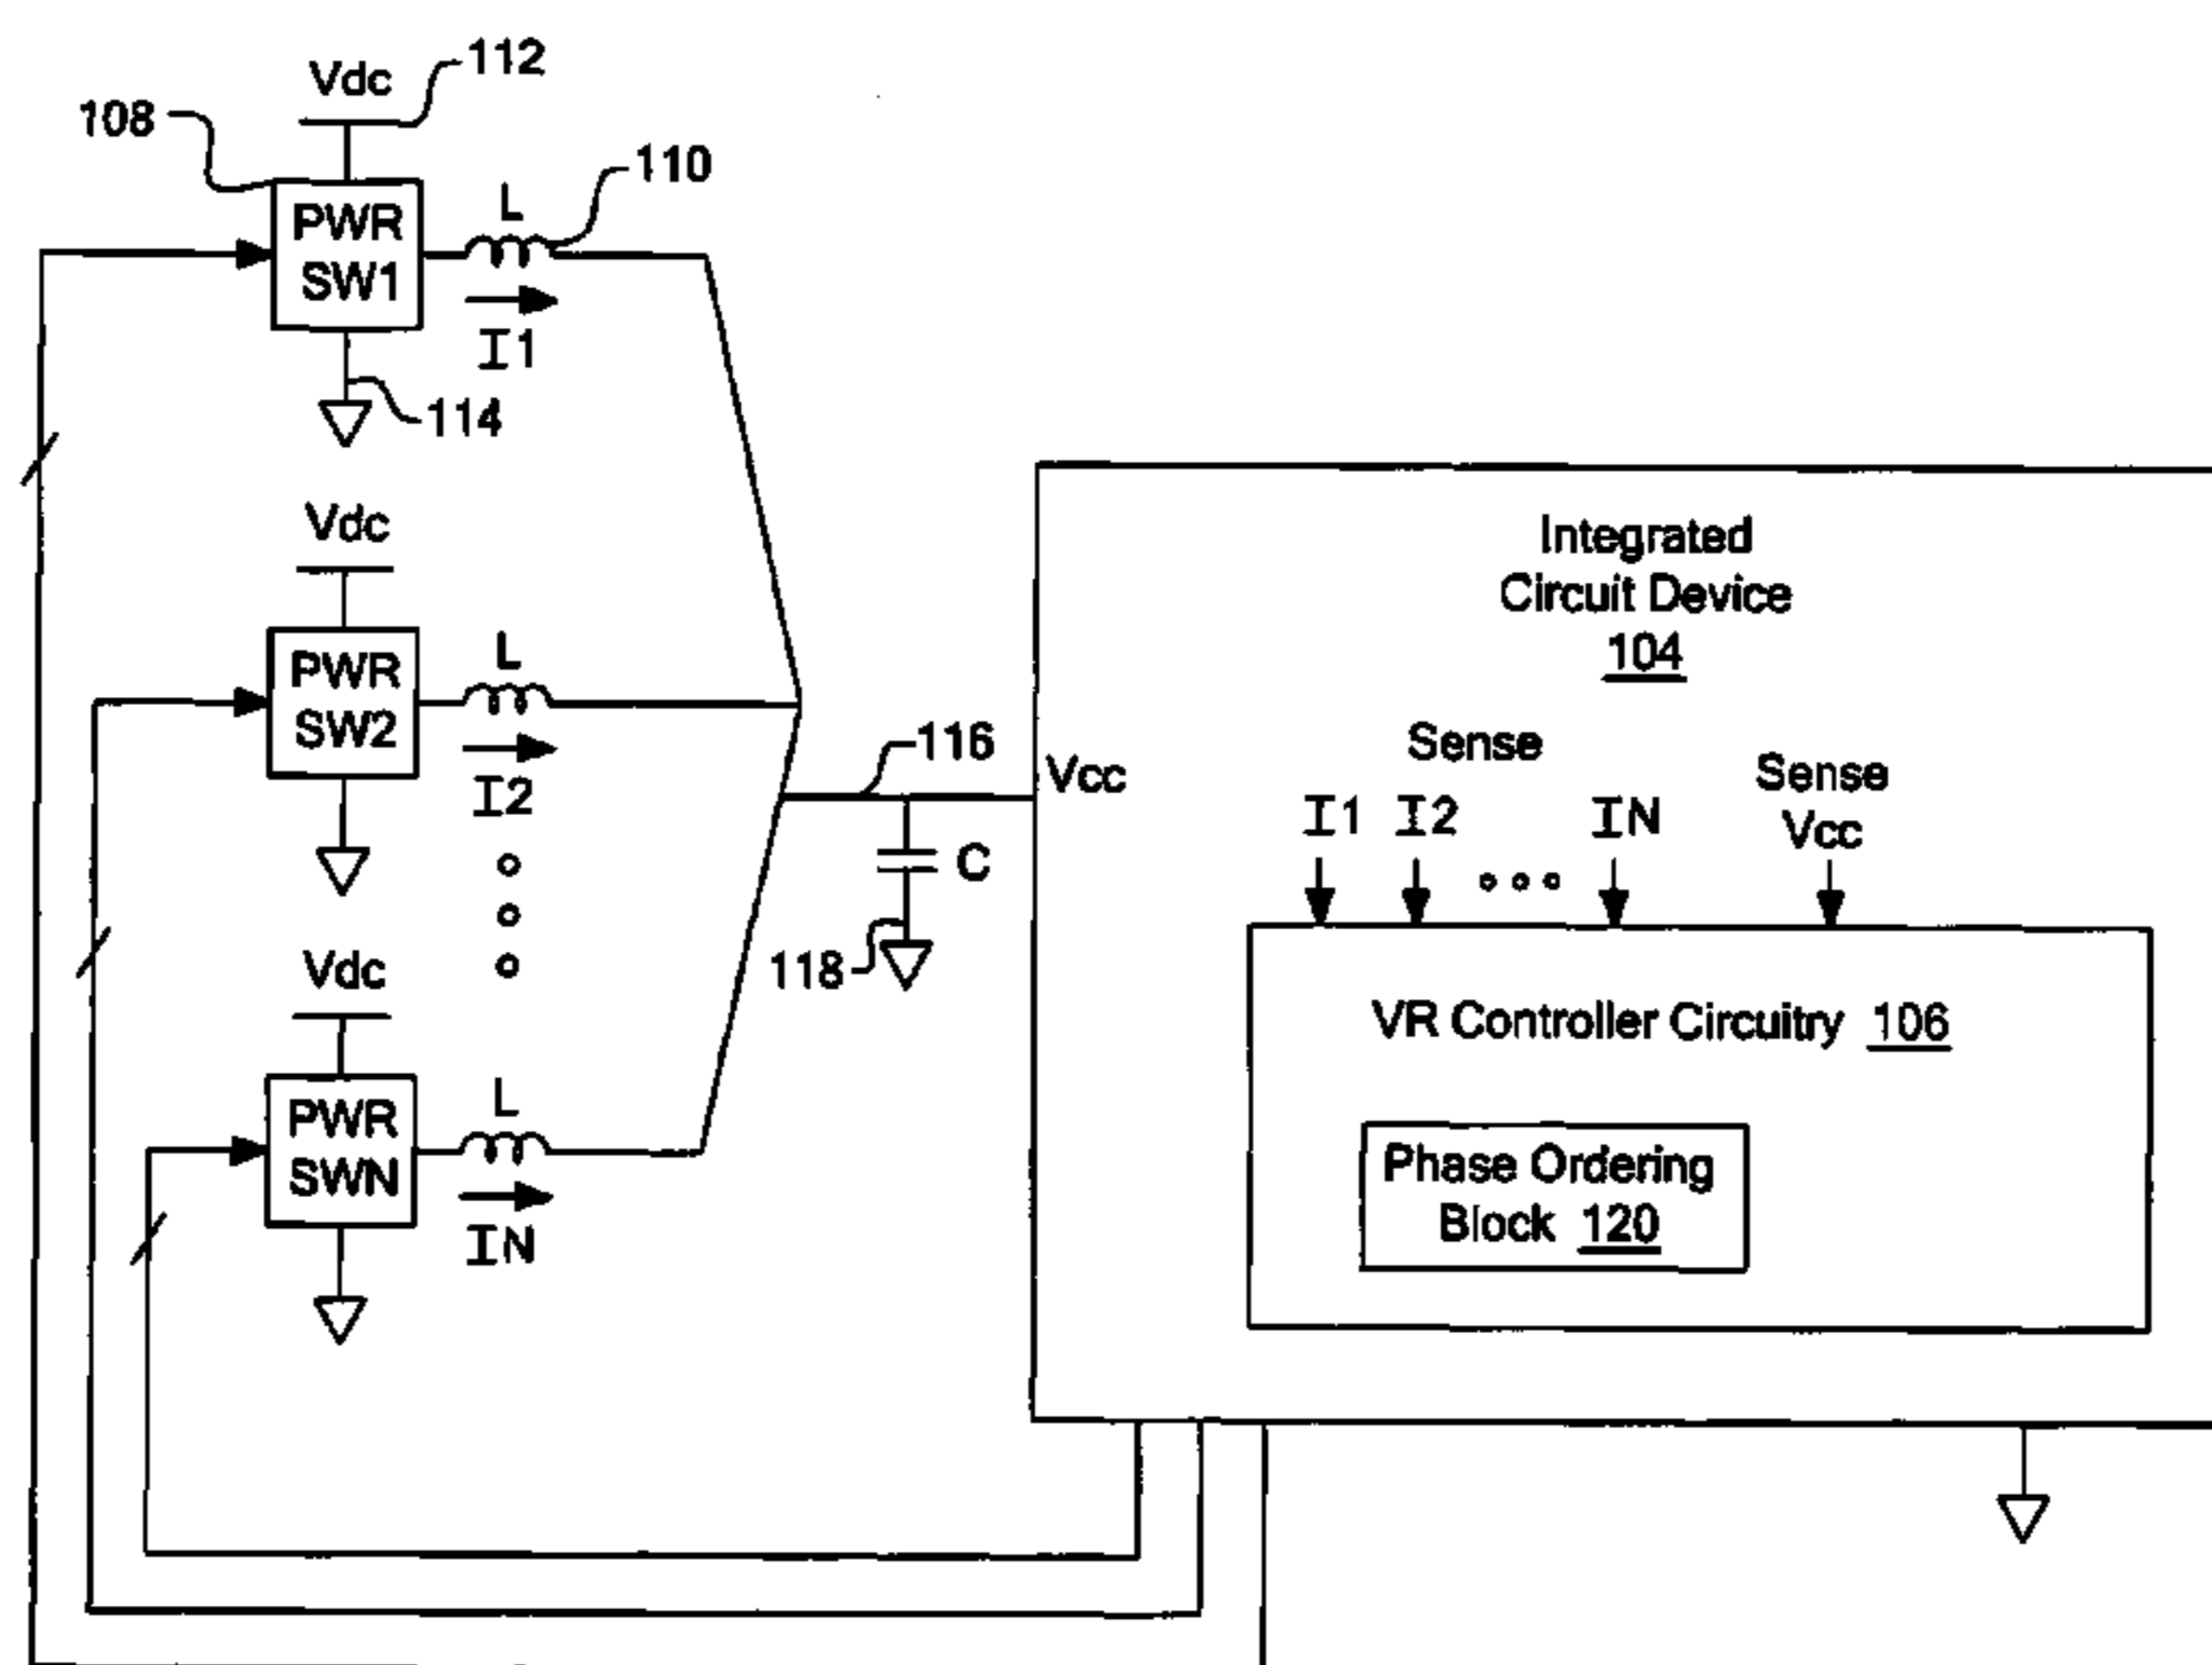 Vdc
112
108
110
L
PWR
SW1
I1
114
Vdc
L
PWR
SW2
I2
Vdc
L
PWR
SWN
IN
116
Vcc
C
118
Integrated
Circuit Device
104
Sense
I1 I2 IN
Sense
Vcc
VR Controller Circuitry 106
Phase Ordering
Block 120